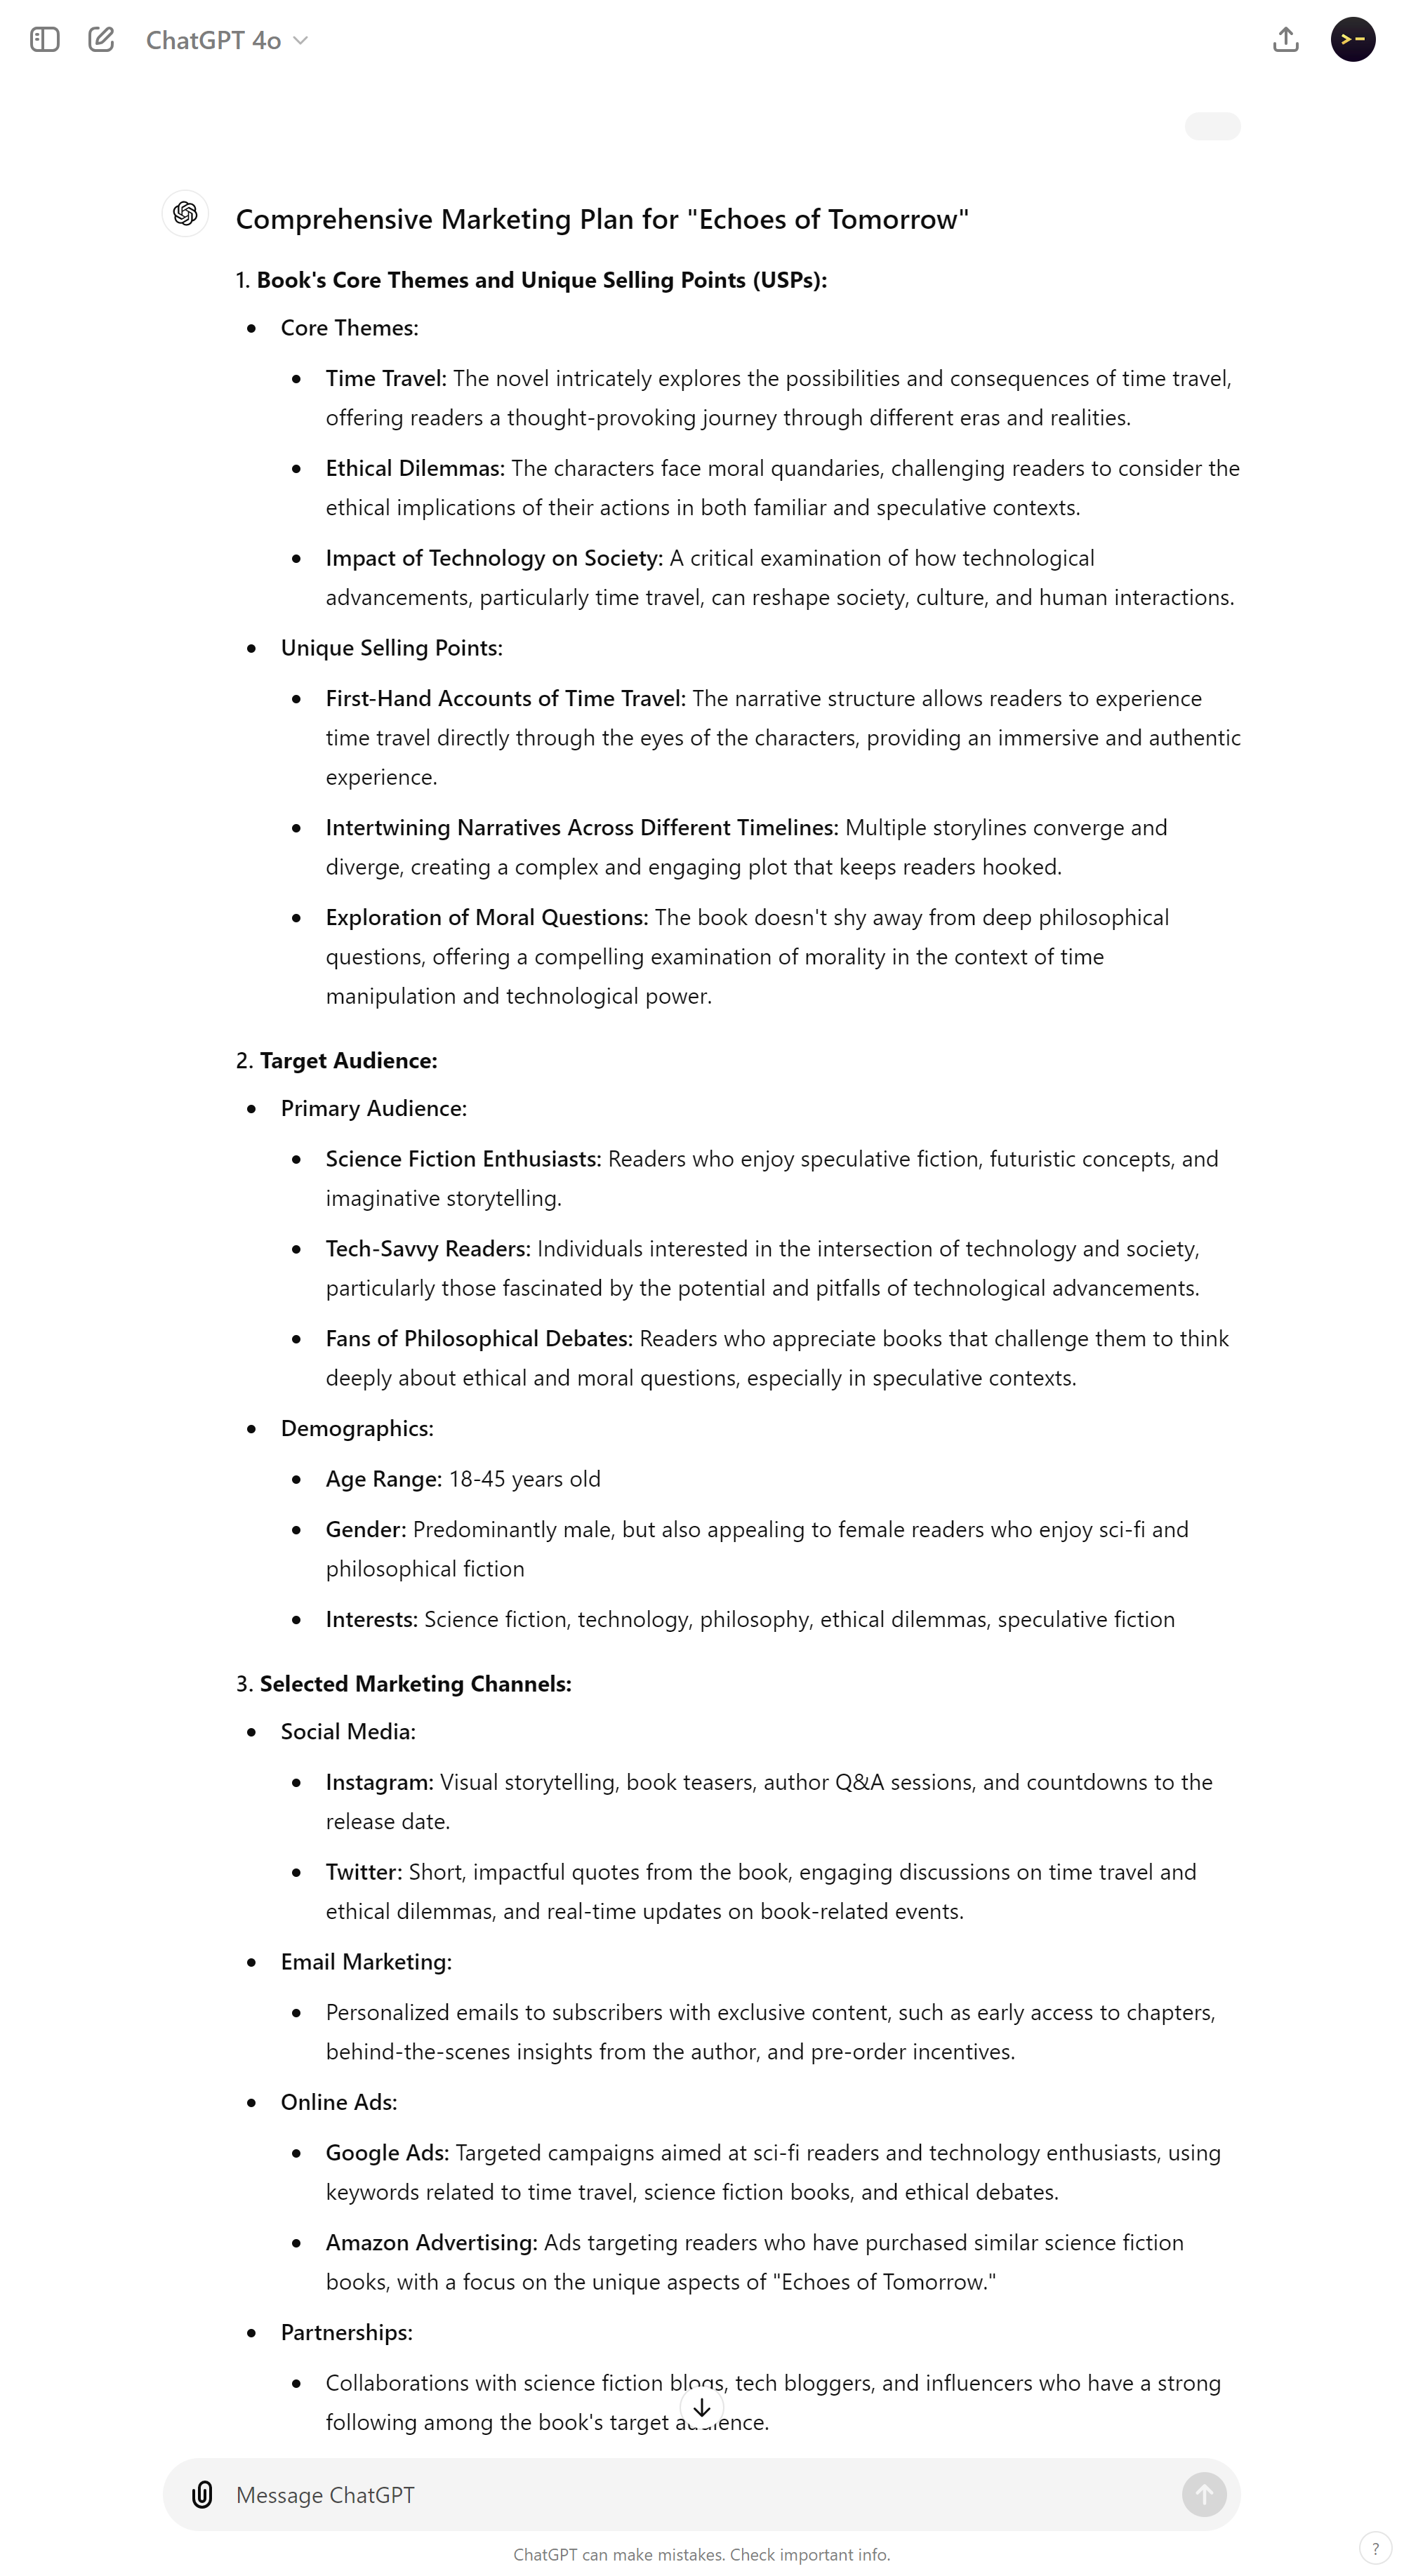 ChatGPT 4o
Comprehensive Marketing Plan for "Echoes of Tomorrow"
1. Book's Core Themes and Unique Selling Points (USPs):
Core Themes:
Time Travel: The novel intricately explores the possibilities and consequences of time travel,
offering readers a thought-provoking journey through different eras and realities.
Ethical Dilemmas: The characters face moral quandaries, challenging readers to consider the
ethical implications of their actions in both familiar and speculative contexts.
Impact of Technology on Society: A critical examination of how technological
advancements, particularly time travel, can reshape society, culture, and human interactions.
Unique Selling Points:
First-Hand Accounts of Time Travel: The narrative structure allows readers to experience
time travel directly through the eyes of the characters, providing an immersive and authentic
experience.
Intertwining Narratives Across Different Timelines: Multiple storylines converge and
diverge, creating a complex and engaging plot that keeps readers hooked.
Exploration of Moral Questions: The book doesn't shy away from deep philosophical
questions, offering a compelling examination of morality in the context of time
manipulation and technological power.
2. Target Audience:
Primary Audience:
Science Fiction Enthusiasts: Readers who enjoy speculative fiction, futuristic concepts, and
imaginative storytelling.
Tech-Savvy Readers: Individuals interested in the intersection of technology and society,
particularly those fascinated by the potential and pitfalls of technological advancements.
Fans of Philosophical Debates: Readers who appreciate books that challenge them to think
deeply about ethical and moral questions, especially in speculative contexts.
Demographics:
Age Range: 18-45 years old
Gender: Predominantly male, but also appealing to female readers who enjoy sci-fi and
philosophical fiction
Interests: Science fiction, technology, philosophy, ethical dilemmas, speculative fiction
3. Selected Marketing Channels:
Social Media:
Instagram: Visual storytelling, book teasers, author Q&A sessions, and countdowns to the
release date.
Twitter: Short, impactful quotes from the book, engaging discussions on time travel and
ethical dilemmas, and real-time updates on book-related events.
Email Marketing:
Personalized emails to subscribers with exclusive content, such as early access to chapters,
behind-the-scenes insights from the author, and pre-order incentives.
Online Ads:
Google Ads: Targeted campaigns aimed at sci-fi readers and technology enthusiasts, using
keywords related to time travel, science fiction books, and ethical debates.
Amazon Advertising: Ads targeting readers who have purchased similar science fiction
books, with a focus on the unique aspects of "Echoes of Tomorrow."
Partnerships:
Collaborations with science fiction blogs, tech bloggers, and influencers who have a strong
following among the book's target audience.
Message ChatGPT
ChatGPT can make mistakes. Check important info.
?